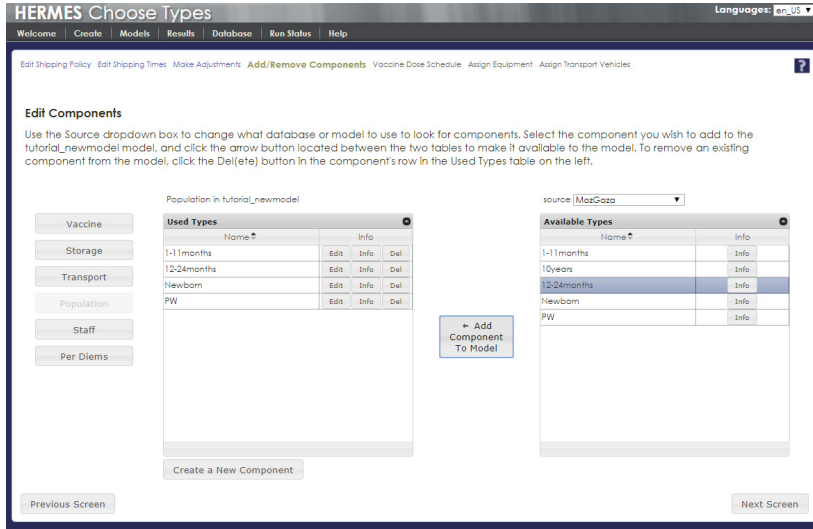 HERMES Choose Types
Languages: en_US
Welcome Create Models Results Database Run Status Help
Edit Shipping Policy Edit Shipping Times Make Adjustments Add/Remove Components Vaccine Dose Schedule Assign Equipment Assign Transport Vehicles ?
Edit Components
Use the Source dropdown box to change what database or model to use to look for components. Select the component you wish to add to the
tutorial_newmodel model, and click the arrow button located between the two tables to make it available to the model. To remove an existing
component from the model, click the Del(ete) button in the component's row in the Used Types table on the left.
Vaccine
Storage
Transport
Population
Staff
Per Diems
Population in tutorial_newmodel
Used Types
Name Info
1-11months Edit Info Del
12-24months Edit Info Del
Newborn Edit Info Del
PW Edit Info Del
Create a New Component
← Add
Component
To Model
source MozGaza
Available Types
Name Info
1-11months Info
10years Info
12-24months Info
Newborn Info
PW Info
Previous Screen
Next Screen